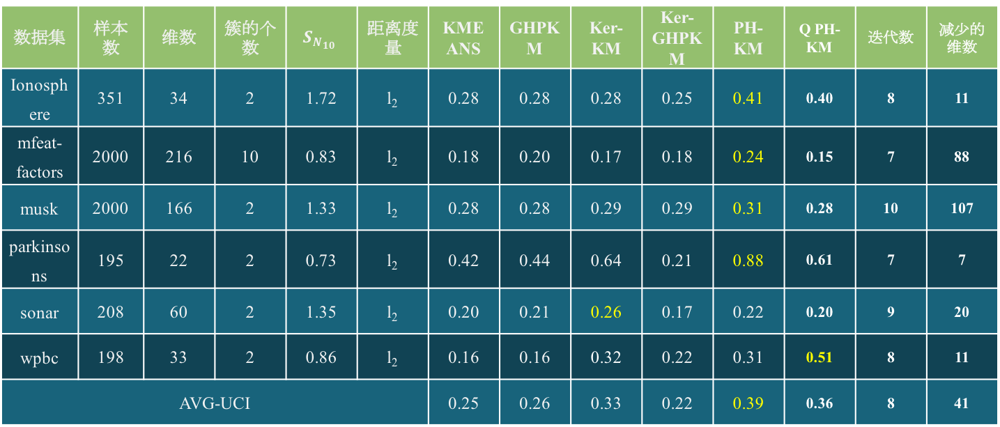 数据集 样本数 维数 簇的个数 S_N10 距离度量 KMEANS GHPKM Ker-KM Ker-GHPKM PH-KM Q PH-KM 迭代数 减少的维数
Ionosphere 351 34 2 1.72 l2 0.28 0.28 0.28 0.25 0.41 0.40 8 11
mfeat-factors 2000 216 10 0.83 l2 0.18 0.20 0.17 0.18 0.24 0.15 7 88
musk 2000 166 2 1.33 l2 0.28 0.28 0.29 0.29 0.31 0.28 10 107
parkinsons 195 22 2 0.73 l2 0.42 0.44 0.64 0.21 0.88 0.61 7 7
sonar 208 60 2 1.35 l2 0.20 0.21 0.26 0.17 0.22 0.20 9 20
wpbc 198 33 2 0.86 l2 0.16 0.16 0.32 0.22 0.31 0.51 8 11
AVG-UCI 0.25 0.26 0.33 0.22 0.39 0.36 8 41